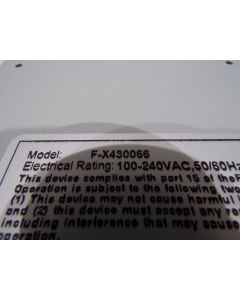 Model: F-X430066
Electrical Rating: 100-240VAC,50/60Hz
This device complies with part 15 of the
Operation is subject to the following two
(1) This device may not cause harmful
and (2) this device must accept any
including interference that may cause
operation.